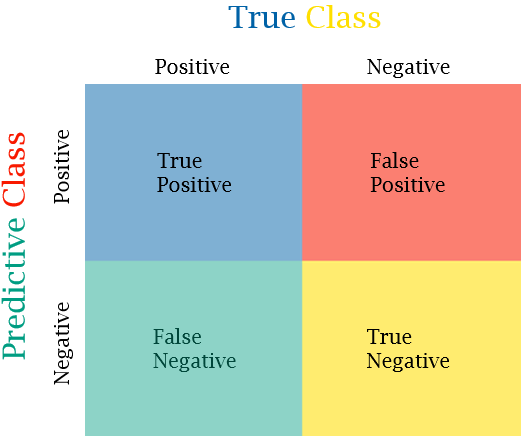 True Class
Positive Negative
Predictive Class
Positive
True
Positive
False
Positive
Negative
False
Negative
True
Negative